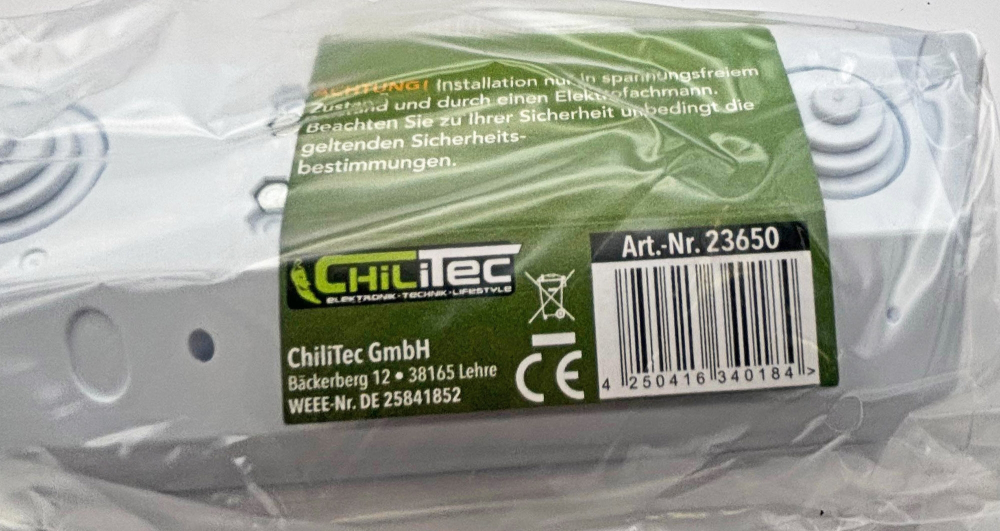 ACHTUNG! Installation nur in spannungsfreiem
Zustand und durch einen Elektrofachmann.
Beachten Sie zu Ihrer Sicherheit unbedingt die
geltenden Sicherheits-
bestimmungen.
CHiLiTEC
ELEKTRONIK · TECHNIK · LIFESTYLE
ChiliTec GmbH
Bäckerberg 12 • 38165 Lehre
WEEE-Nr. DE 25841852
CE
Art.-Nr. 23650
4 250416 340184 >